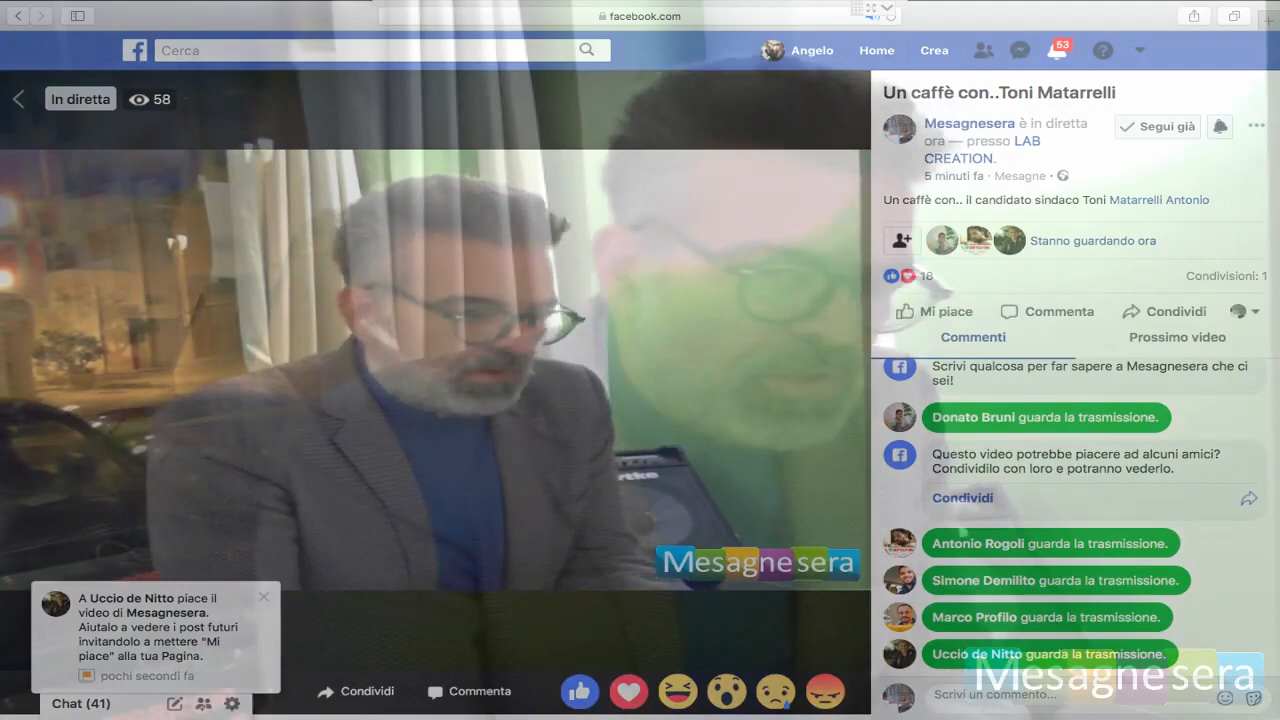 facebook.com
Cerca
Angelo
Home
Crea
53
In diretta
58
Un caffè con..Toni Matarrelli
Mesagnesera è in diretta
ora — presso LAB
CREATION.
5 minuti fa · Mesagne ·
Segui già
Un caffè con.. il candidato sindaco Toni Matarrelli Antonio
Stanno guardando ora
18
Condivisioni: 1
Mi piace
Commenta
Condividi
Commenti
Prossimo video
Scrivi qualcosa per far sapere a Mesagnesera che ci
sei!
Donato Bruni guarda la trasmissione.
Questo video potrebbe piacere ad alcuni amici?
Condividilo con loro e potranno vederlo.
Condividi
Antonio Rogoli guarda la trasmissione.
Simone Demilito guarda la trasmissione.
Marco Profilo guarda la trasmissione.
Uccio de Nitto guarda la trasmissione.
Scrivi un commento...
Mesagnesera
Mesagnesera
A Uccio de Nitto piace il
video di Mesagnesera.
Aiutalo a vedere i post futuri
invitandolo a mettere "Mi
piace" alla tua Pagina.
pochi secondi fa
Chat (41)
Condividi
Commenta